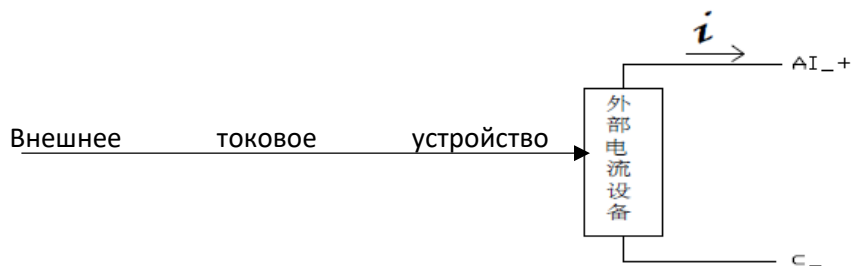 i
AI_+
外部电流设备
Внешнее токовое устройство
C_